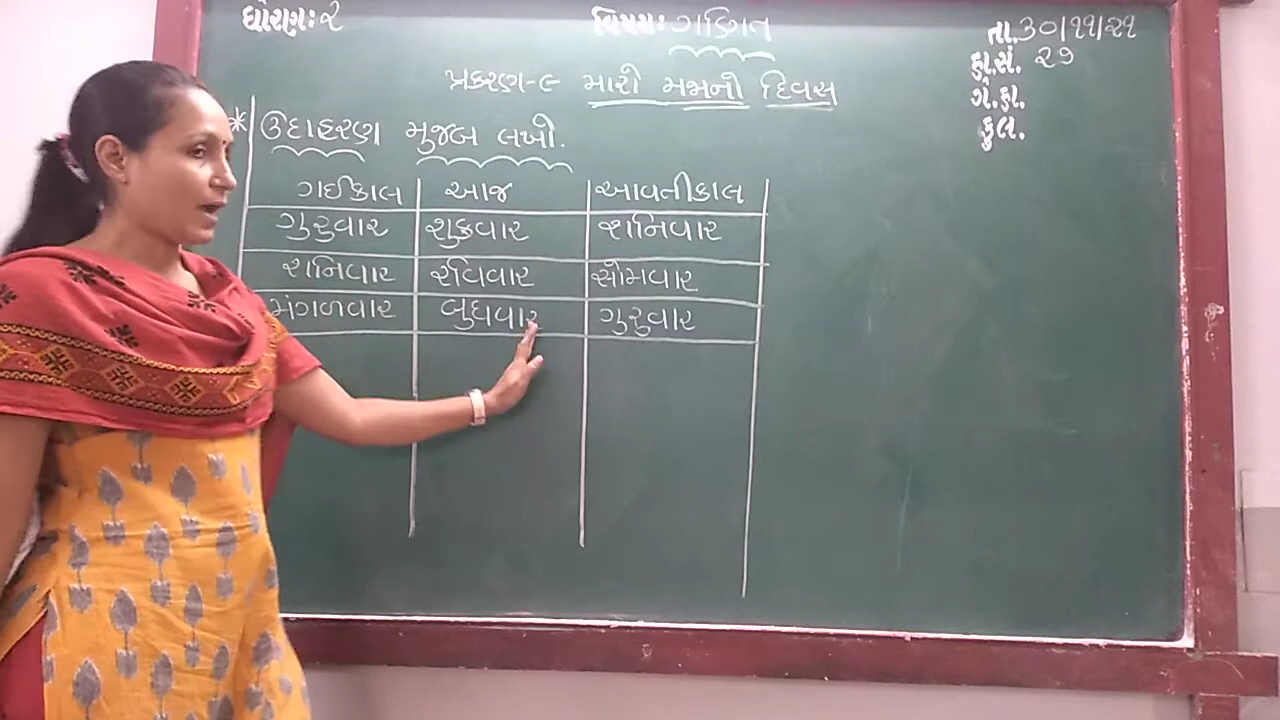 ધોરણ: ૨ વિષય: ગણિત તા. ૩૦/૧૧/૨૧
પ્રકરણ-૯ મારો મજાનો દિવસ ક્રા.સં. ૨૭
ગે.હા.
કુલ.
* ઉદાહરણ મુજબ લખો.
ગઈકાલ આજ આવતીકાલ
ગુરુવાર શુક્રવાર શનિવાર
શનિવાર રવિવાર સોમવાર
મંગળવાર બુધવાર ગુરુવાર